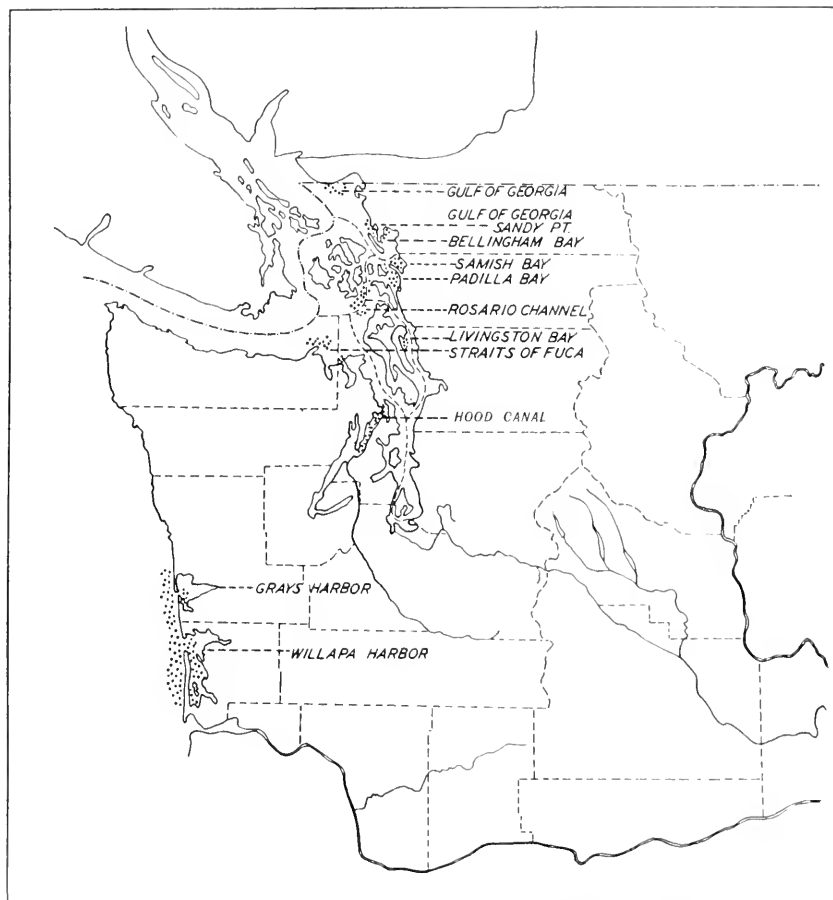 GULF OF GEORGIA
GULF OF GEORGIA
SANDY PT.
BELLINGHAM BAY
SAMISH BAY
PADILLA BAY
ROSARIO CHANNEL
LIVINGSTON BAY
STRAITS OF FUCA
HOOD CANAL
GRAYS HARBOR
WILLAPA HARBOR